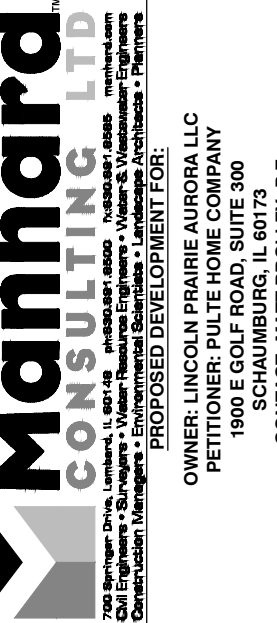 Manhard™
CONSULTING LTD
700 Springer Drive, Lombard, IL 60148 ph:630.691.8500 fx:630.691.8585 manhard.com
Civil Engineers • Surveyors • Water Resource Engineers • Water & Wastewater Engineers
Construction Managers • Environmental Scientists • Landscape Architects • Planners
PROPOSED DEVELOPMENT FOR:
OWNER: LINCOLN PRAIRIE AURORA LLC
PETITIONER: PULTE HOME COMPANY
1900 E GOLF ROAD, SUITE 300
SCHAUMBURG, IL 60173